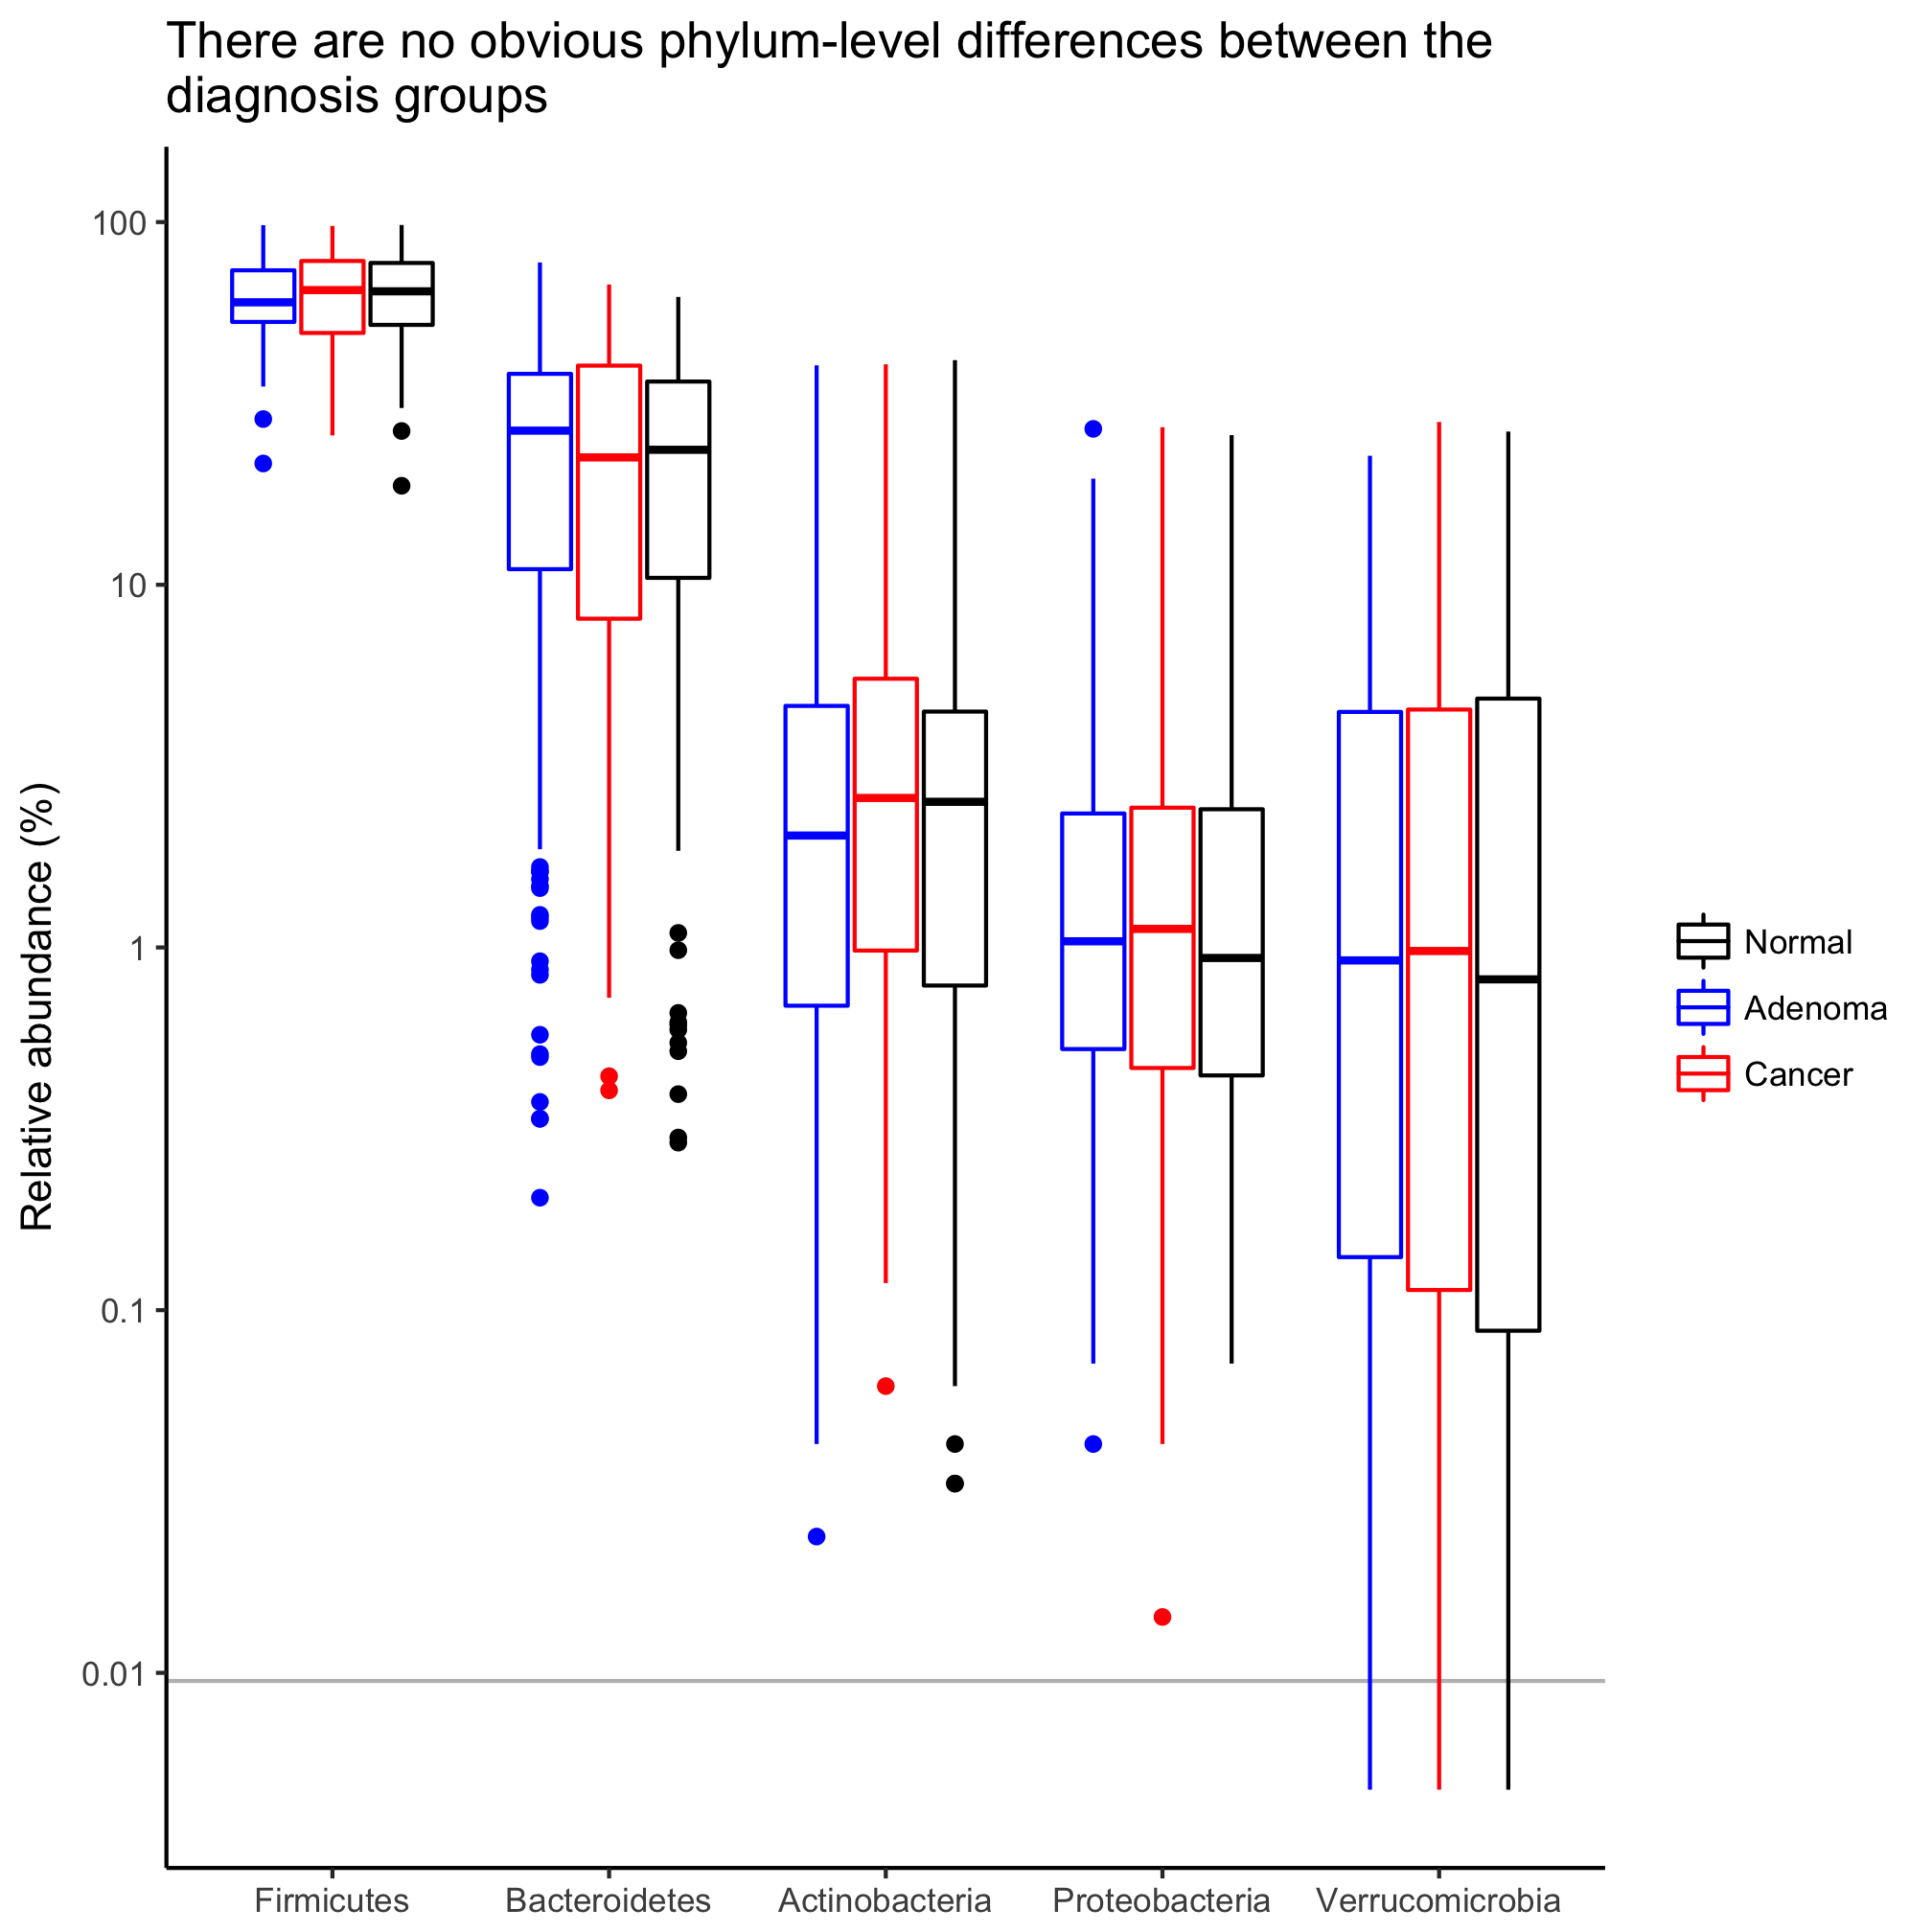 There are no obvious phylum-level differences between the
diagnosis groups
Relative abundance (%)
100
10
1
0.1
0.01
Firmicutes
Bacteroidetes
Actinobacteria
Proteobacteria
Verrucomicrobia
Normal
Adenoma
Cancer